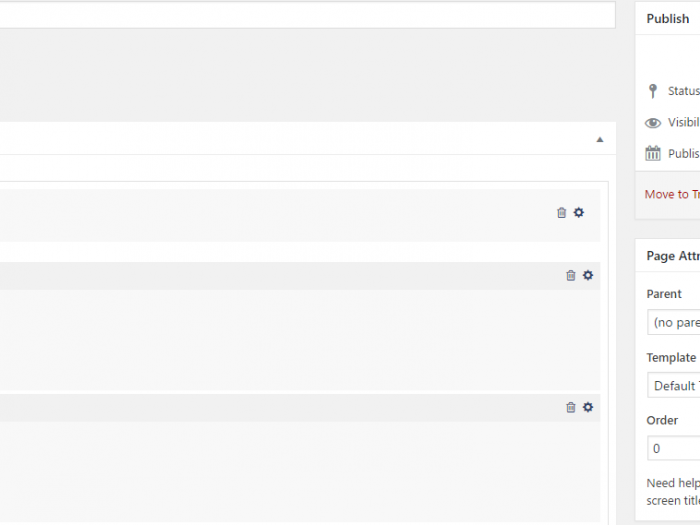 Publish
Status
Visibil
Publis
Move to Tr
Page Attr
Parent
(no pare
Template
Default
Order
0
Need help
screen title